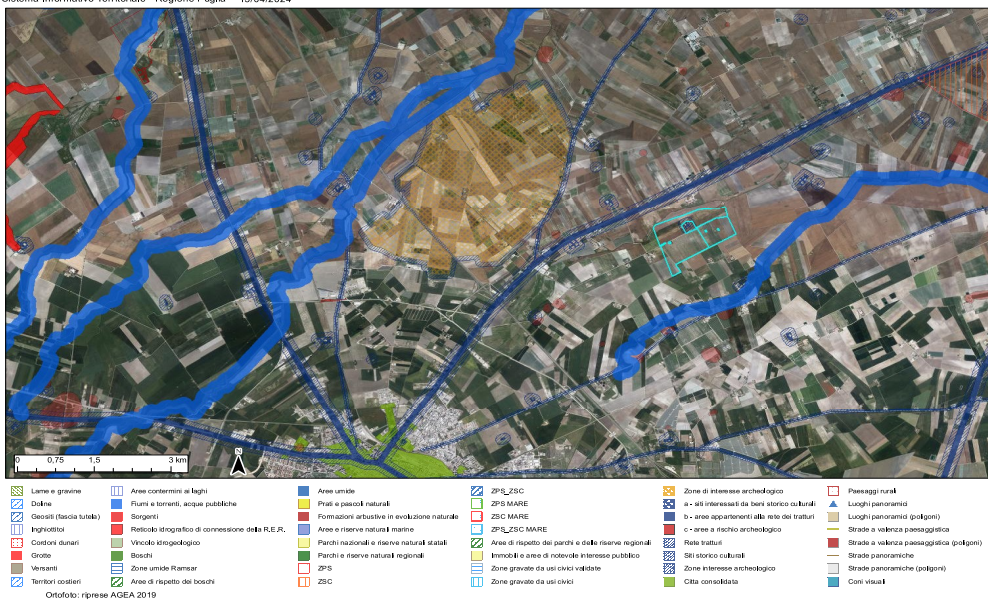 Sistema Informativo Territoriale - Regione Puglia - 15/04/2024
N
0 0,75 1,5 3 km
Lame e gravine
Doline
Geositi (fascia tutela)
Inghiottitoi
Cordoni dunari
Grotte
Versanti
Territori costieri
Aree contermini ai laghi
Fiumi e torrenti, acque pubbliche
Sorgenti
Reticolo idrografico di connessione della R.E.R.
Vincolo idrogeologico
Boschi
Zone umide Ramsar
Area di rispetto dei boschi
Aree umide
Prati e pascoli naturali
Formazioni arbustive in evoluzione naturale
Aree e riserve naturali marine
Parchi nazionali e riserve naturali statali
Parchi e riserve naturali regionali
ZPS
ZSC
ZPS_ZSC
ZPS MARE
ZSC MARE
ZPS_ZSC MARE
Area di rispetto dei parchi e delle riserve regionali
Immobili e aree di notevole interesse pubblico
Zone gravate da usi civici validate
Zone gravate da usi civici
Zone di interesse archeologico
a - siti interessati da beni storico culturali
b - aree appartenenti alla rete dei tratturi
c - aree a rischio archeologico
Rete tratturi
Siti storico culturali
Zone interesse archeologico
Citta consolidata
Paesaggi rurali
Luoghi panoramici
Luoghi panoramici (poligoni)
Strade a valenza paesaggistica
Strade a valenza paesaggistica (poligoni)
Strade panoramiche
Strade panoramiche (poligoni)
Coni visuali
Ortofoto: riprese AGEA 2019